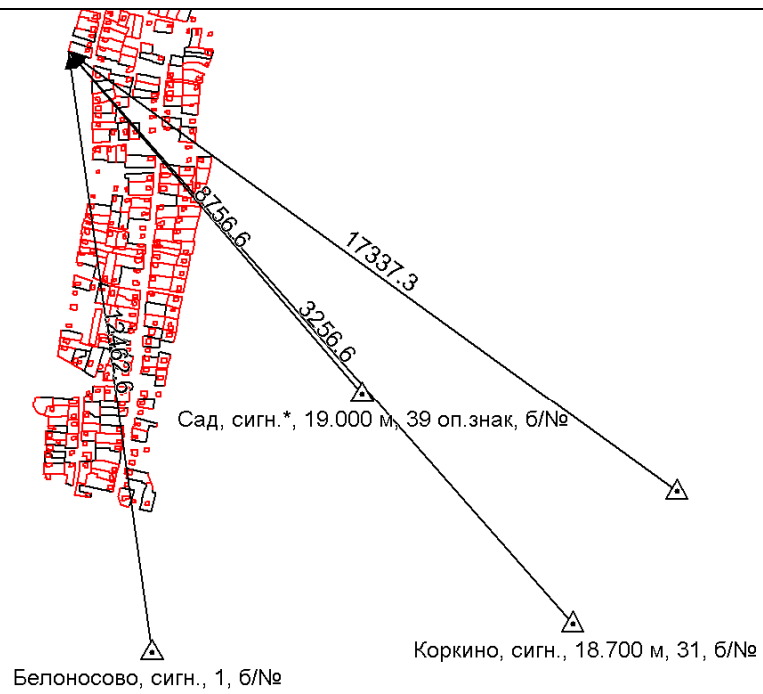 8756.6
17337.3
3256.6
12462.6
Сад, сигн.*, 19.000 м, 39 оп.знак, б/№
Коркино, сигн., 18.700 м, 31, б/№
Белоносово, сигн., 1, б/№